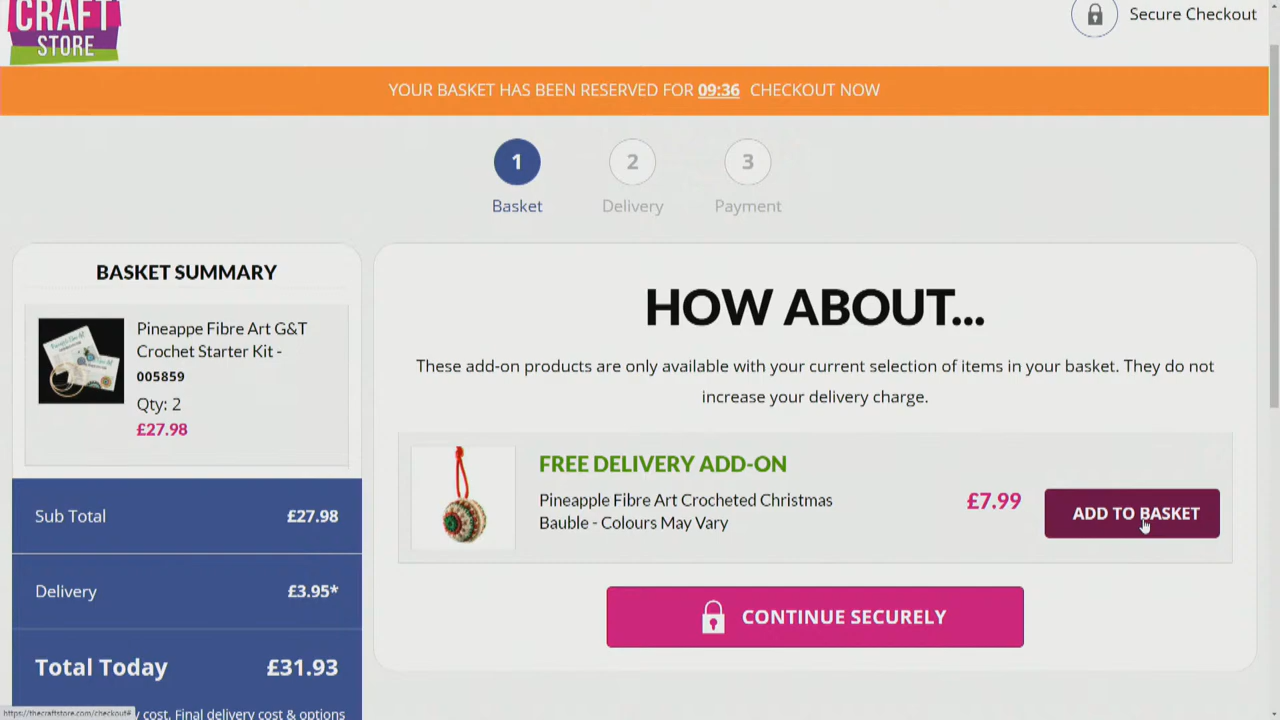 CRAFT
STORE
Secure Checkout
YOUR BASKET HAS BEEN RESERVED FOR 09:36 CHECKOUT NOW
1
2
3
Basket
Delivery
Payment
BASKET SUMMARY
Pineappe Fibre Art G&T
Crochet Starter Kit -
005859
Qty: 2
£27.98
Sub Total £27.98
Delivery £3.95*
Total Today £31.93
y cost. Final delivery cost & options
HOW ABOUT...
These add-on products are only available with your current selection of items in your basket. They do not
increase your delivery charge.
FREE DELIVERY ADD-ON
Pineapple Fibre Art Crocheted Christmas
Bauble - Colours May Vary
£7.99
ADD TO BASKET
CONTINUE SECURELY
https://thecraftstore.com/checkout#